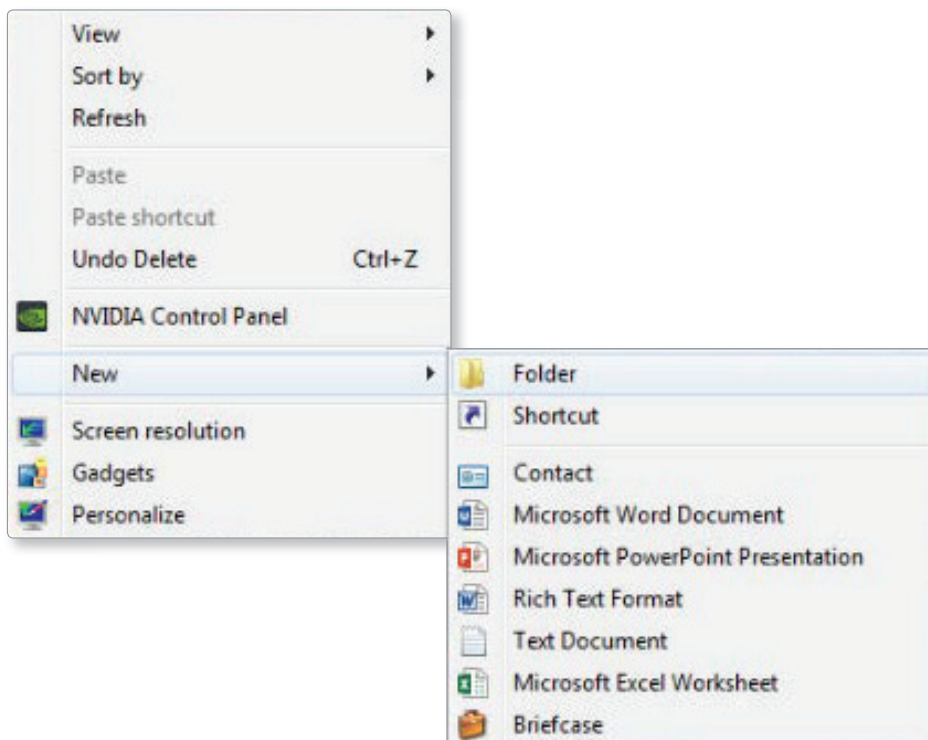 View
Sort by
Refresh
Paste
Paste shortcut
Undo Delete Ctrl+Z
NVIDIA Control Panel
New
Screen resolution
Gadgets
Personalize
Folder
Shortcut
Contact
Microsoft Word Document
Microsoft PowerPoint Presentation
Rich Text Format
Text Document
Microsoft Excel Worksheet
Briefcase